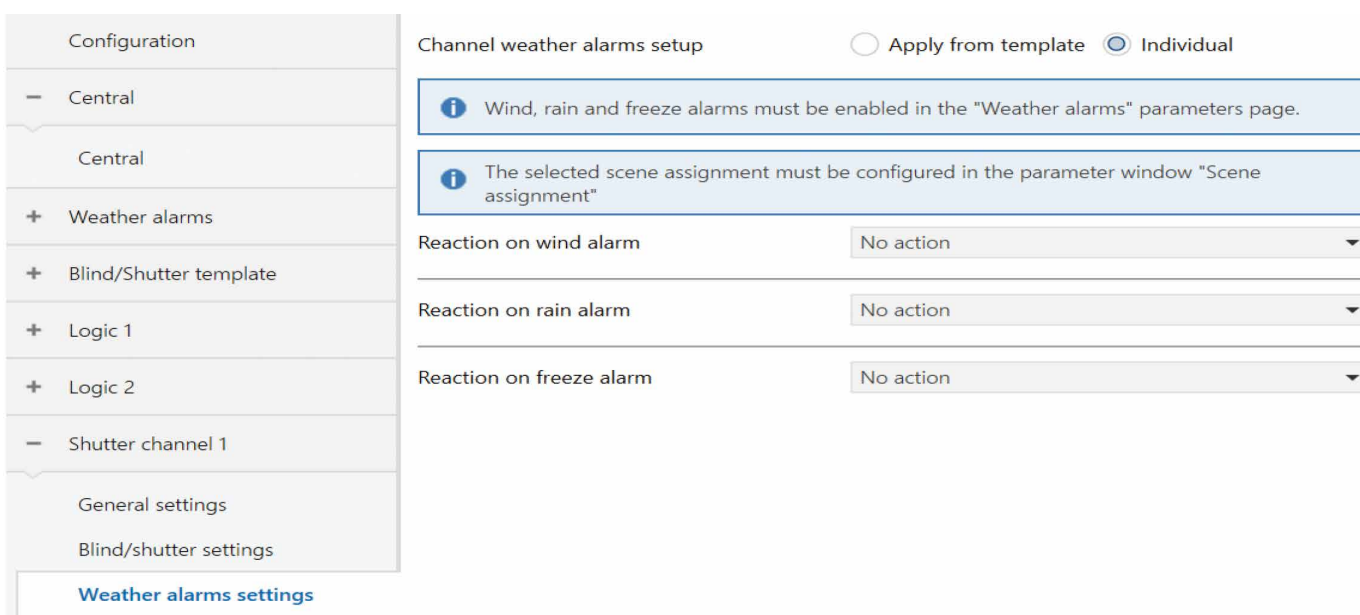 Configuration
Central
Central
Weather alarms
Blind/Shutter template
Logic 1
Logic 2
Shutter channel 1
General settings
Blind/shutter settings
Weather alarms settings
Channel weather alarms setup Apply from template Individual
Wind, rain and freeze alarms must be enabled in the "Weather alarms" parameters page.
The selected scene assignment must be configured in the parameter window "Scene
assignment"
Reaction on wind alarm No action
Reaction on rain alarm No action
Reaction on freeze alarm No action